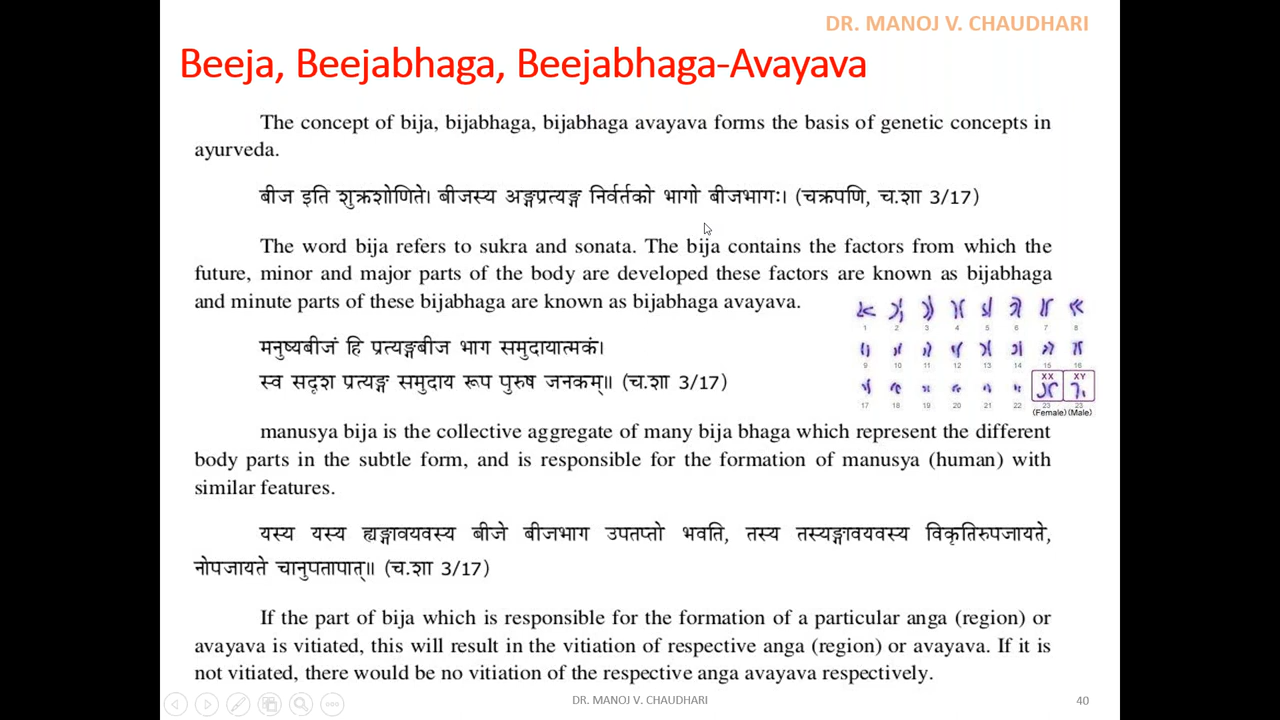 DR. MANOJ V. CHAUDHARI
Beeja, Beejabhaga, Beejabhaga-Avayava
The concept of bija, bijabhaga, bijabhaga avayava forms the basis of genetic concepts in
ayurveda.
बीज इति शुक्रशोणिते। बीजस्य अङ्गप्रत्यङ्ग निर्वर्तको भागो बीजभागः। (चक्रपणि, च.शा 3/17)
The word bija refers to sukra and sonata. The bija contains the factors from which the
future, minor and major parts of the body are developed these factors are known as bijabhaga
and minute parts of these bijabhaga are known as bijabhaga avayava.
1 2 3 4 5 6 7 8
9 10 11 12 13 14 15 16
XX XY
17 18 19 20 21 22 23 23
(Female) (Male)
मनुष्यबीजं हि प्रत्यङ्गबीज भाग समुदायात्मकं।
स्व सदृश प्रत्यङ्ग समुदाय रूप पुरुष जनकम्॥ (च.शा 3/17)
manusya bija is the collective aggregate of many bija bhaga which represent the different
body parts in the subtle form, and is responsible for the formation of manusya (human) with
similar features.
यस्य यस्य ह्यङ्गावयवस्य बीजे बीजभाग उपतप्तो भवति, तस्य तस्यङ्गावयवस्य विकृतिरुपजायते,
नोपजायते चानुपतापात्॥ (च.शा 3/17)
If the part of bija which is responsible for the formation of a particular anga (region) or
avayava is vitiated, this will result in the vitiation of respective anga (region) or avayava. If it is
not vitiated, there would be no vitiation of the respective anga avayava respectively.
DR. MANOJ V. CHAUDHARI
40